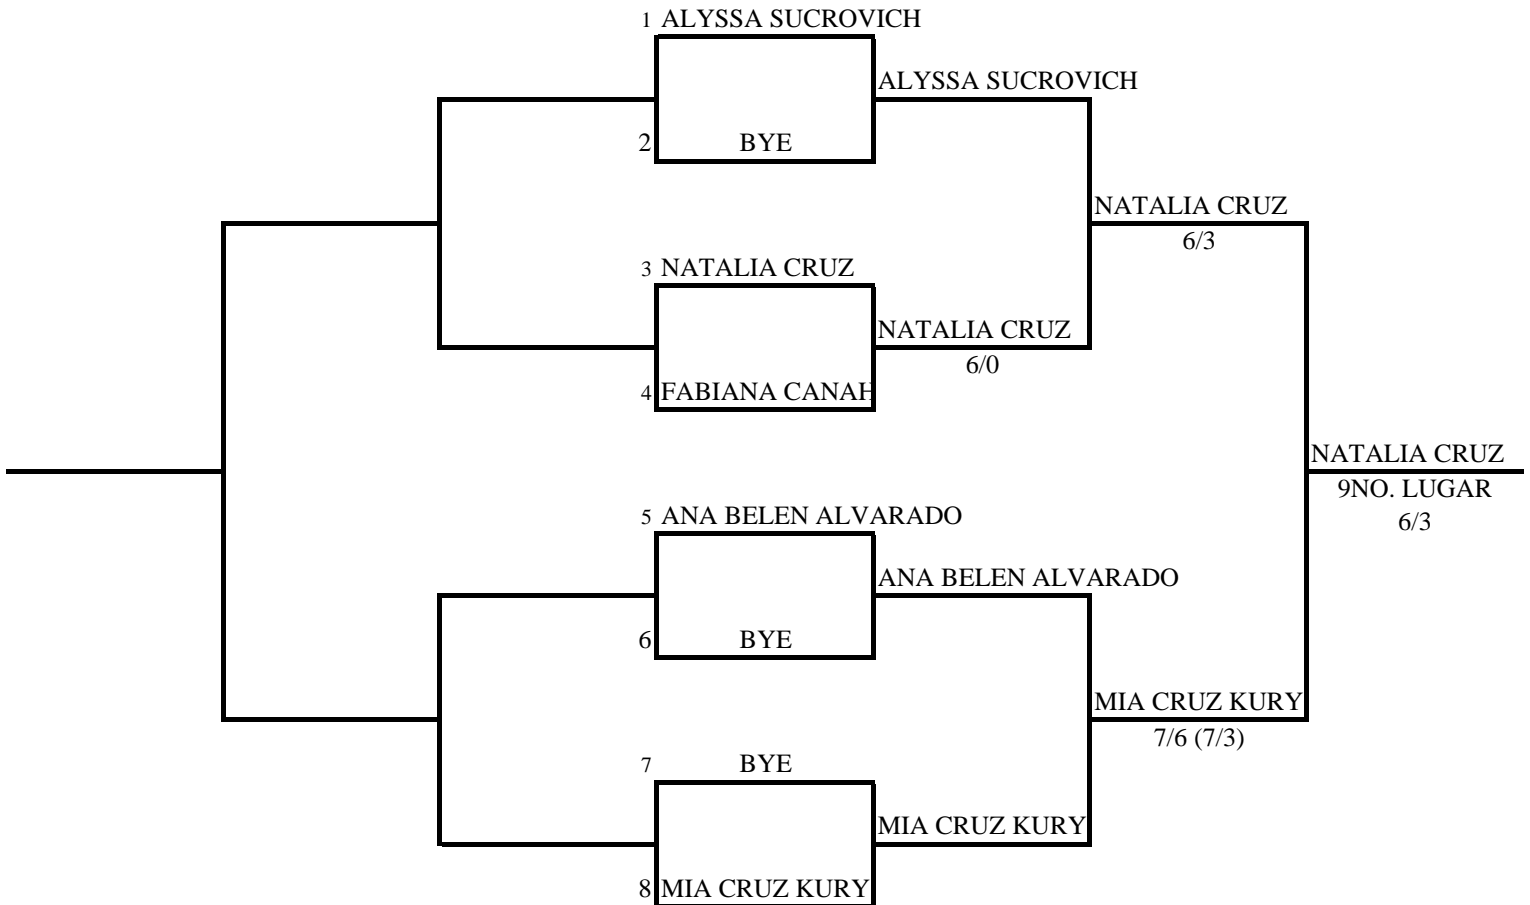 1 ALYSSA SUCROVICH
ALYSSA SUCROVICH
2 BYE
NATALIA CRUZ
6/3
3 NATALIA CRUZ
NATALIA CRUZ
6/0
4 FABIANA CANAH
NATALIA CRUZ
9NO. LUGAR
6/3
5 ANA BELEN ALVARADO
ANA BELEN ALVARADO
6 BYE
MIA CRUZ KURY
7/6 (7/3)
7 BYE
MIA CRUZ KURY
8 MIA CRUZ KURY